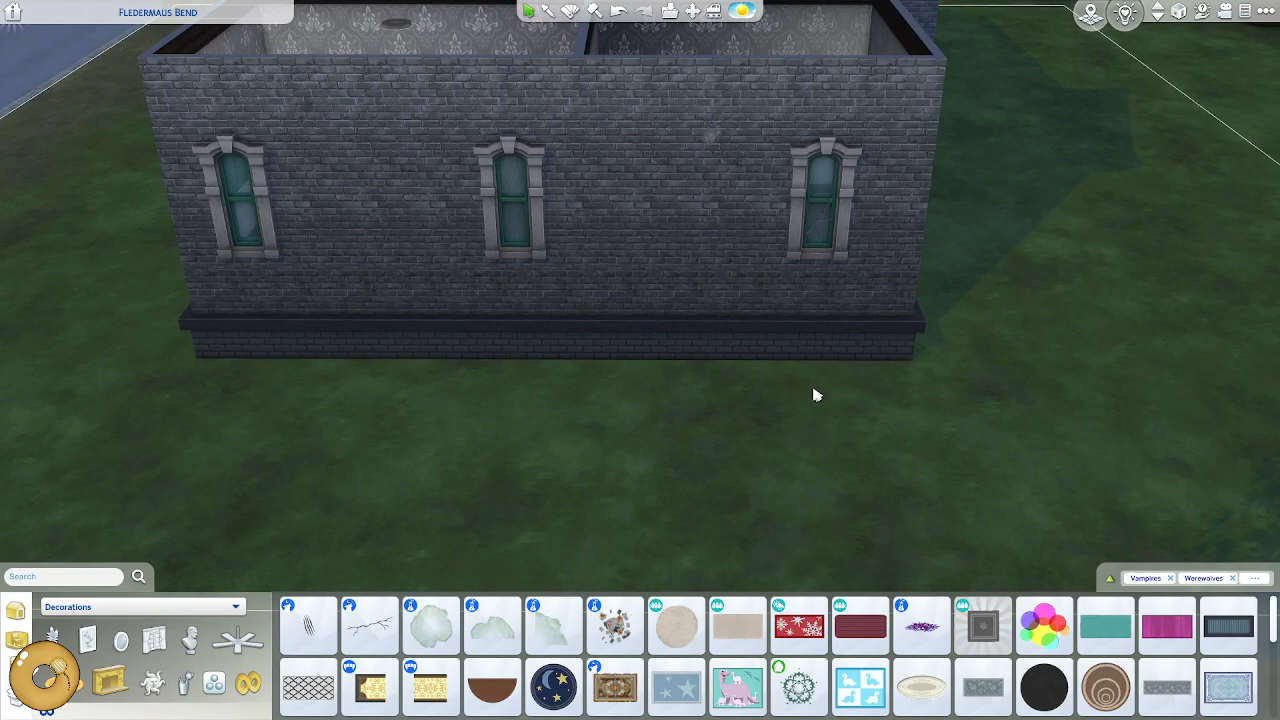 Fledermaus Bend
Search
Vampires
Werewolves
Decorations